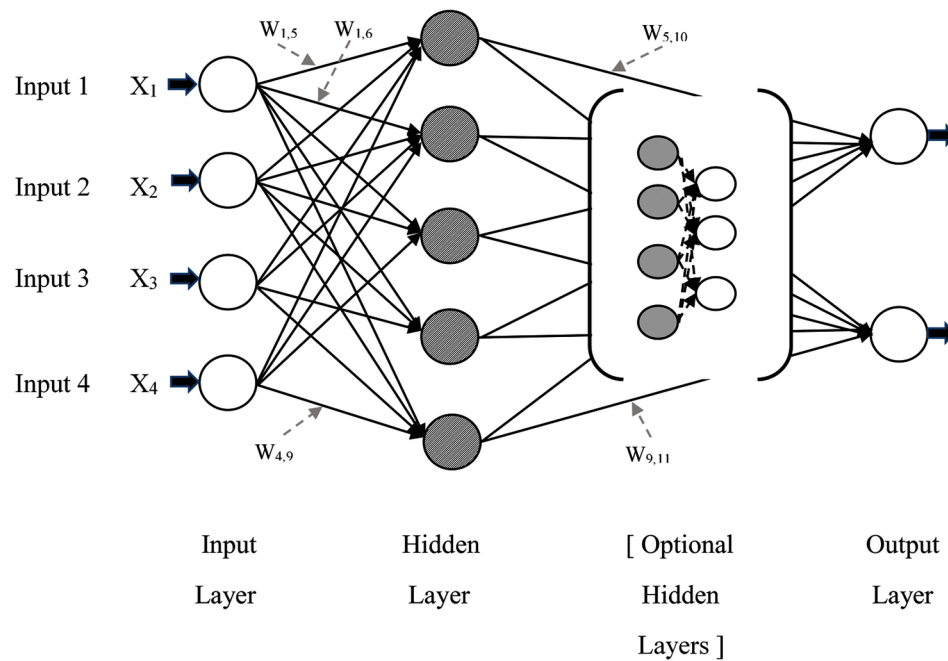 W1,5 W1,6 W5,10
Input 1 X1
Input 2 X2
Input 3 X3
Input 4 X4
W4,9 W9,11
Input Hidden [ Optional Output
Layer Layer Hidden Layer
Layers ]